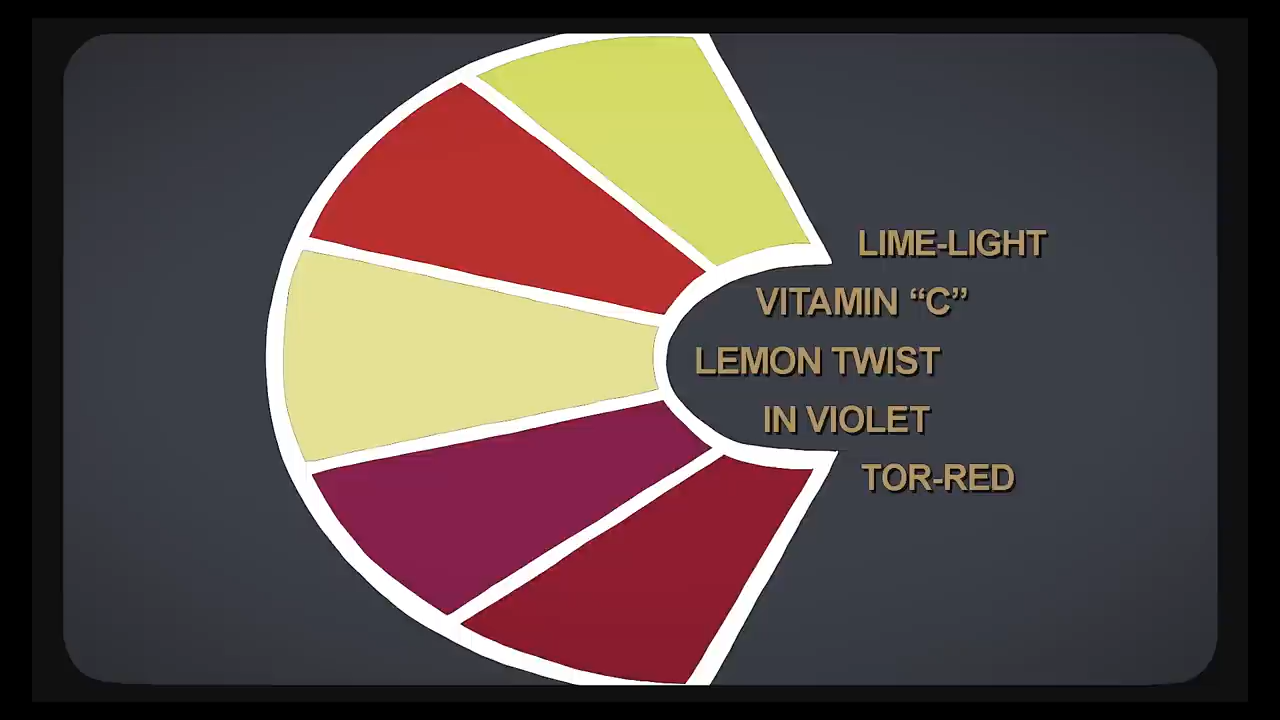 LIME-LIGHT
VITAMIN “C”
LEMON TWIST
IN VIOLET
TOR-RED